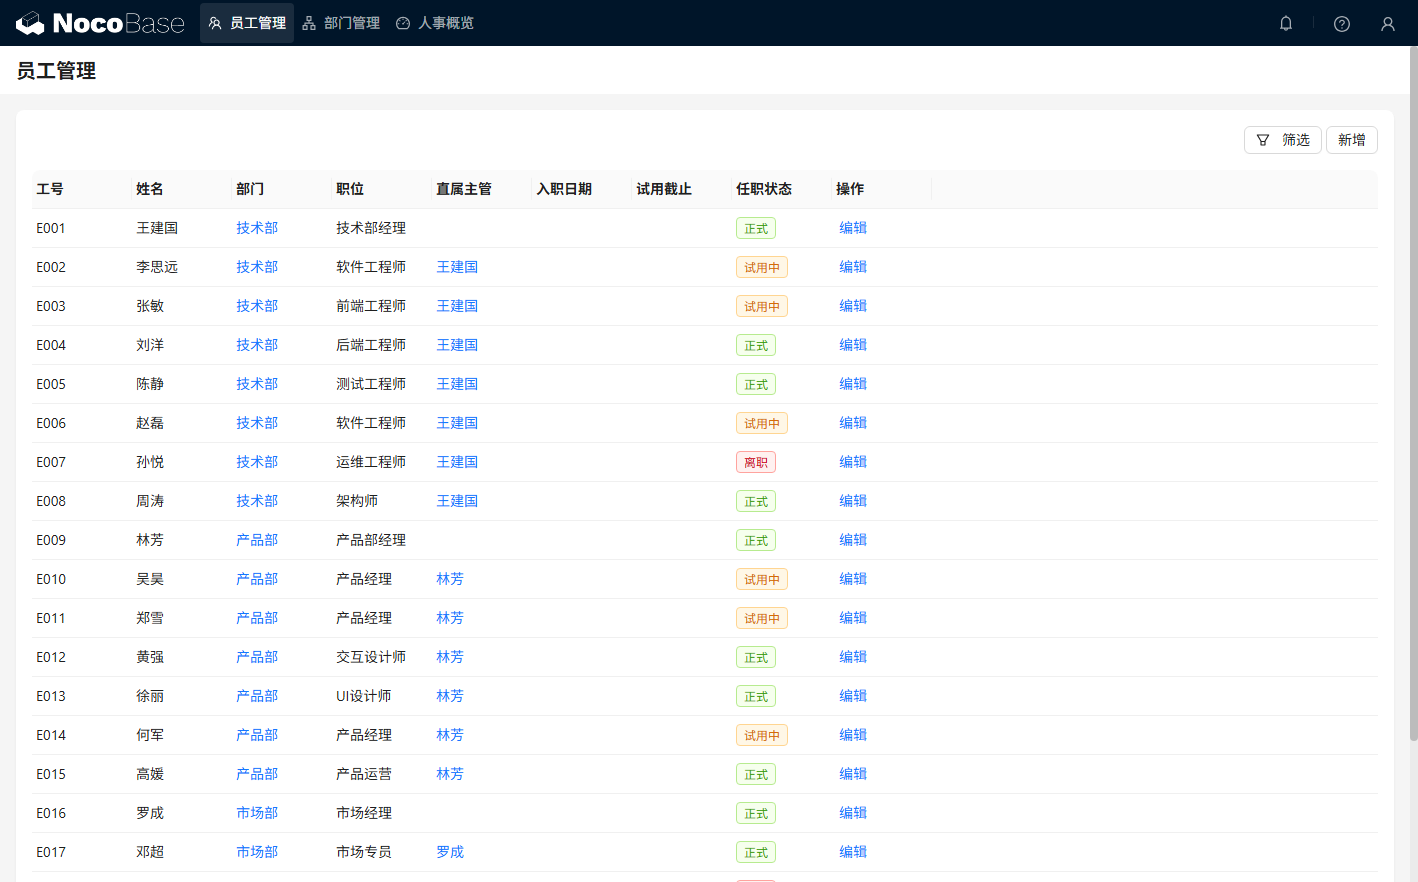 NocoBase 员工管理 部门管理 人事概览
员工管理
筛选 新增
工号 姓名 部门 职位 直属主管 入职日期 试用截止 任职状态 操作
E001 王建国 技术部 技术部经理 正式 编辑
E002 李思远 技术部 软件工程师 王建国 试用中 编辑
E003 张敏 技术部 前端工程师 王建国 试用中 编辑
E004 刘洋 技术部 后端工程师 王建国 正式 编辑
E005 陈静 技术部 测试工程师 王建国 正式 编辑
E006 赵磊 技术部 软件工程师 王建国 试用中 编辑
E007 孙悦 技术部 运维工程师 王建国 离职 编辑
E008 周涛 技术部 架构师 王建国 正式 编辑
E009 林芳 产品部 产品部经理 正式 编辑
E010 吴昊 产品部 产品经理 林芳 试用中 编辑
E011 郑雪 产品部 产品经理 林芳 试用中 编辑
E012 黄强 产品部 交互设计师 林芳 正式 编辑
E013 徐丽 产品部 UI设计师 林芳 正式 编辑
E014 何军 产品部 产品经理 林芳 试用中 编辑
E015 高媛 产品部 产品运营 林芳 正式 编辑
E016 罗成 市场部 市场经理 正式 编辑
E017 邓超 市场部 市场专员 罗成 正式 编辑